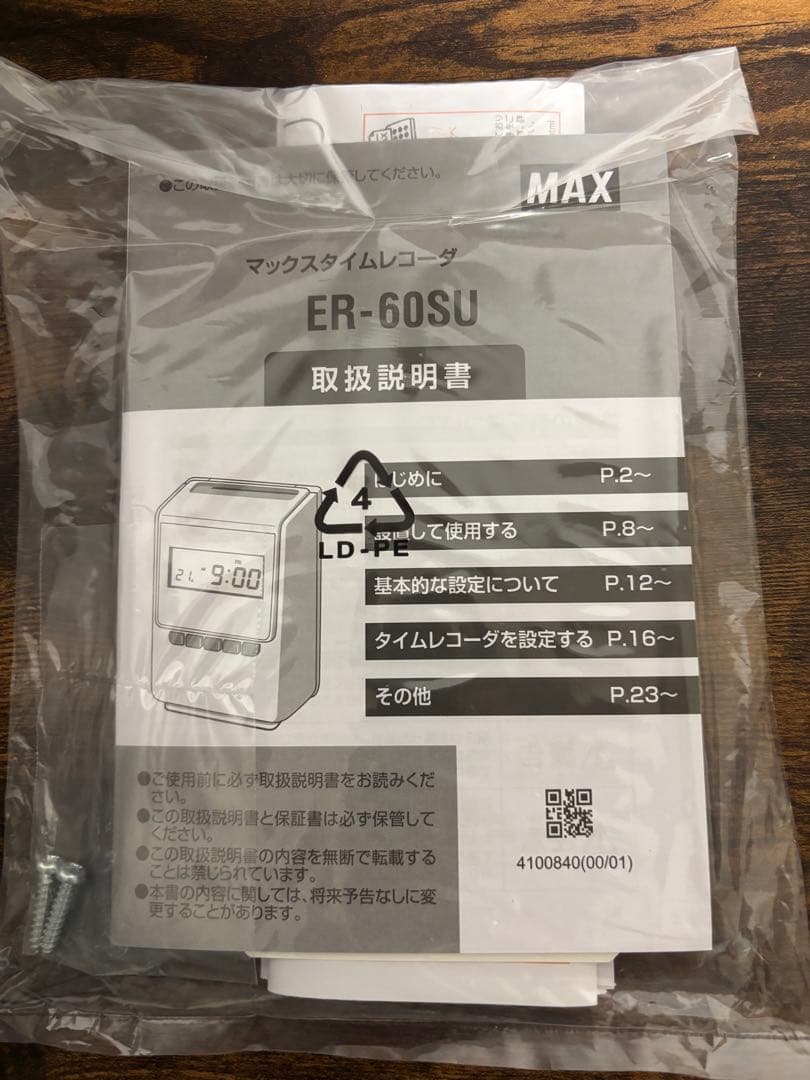 ●この取
大切に保管してください。
MAX
マックスタイムレコーダ
ER-60SU
取扱説明書
はじめに P.2～
設置して使用する P.8～
基本的な設定について P.12～
タイムレコーダを設定する P.16～
その他 P.23～
4
LD-PE
21. 9:00
●ご使用前に必ず取扱説明書をお読みくだ
さい。
●この取扱説明書と保証書は必ず保管して
ください。
●この取扱説明書の内容を無断で転載する
ことは禁じられています。
●本書の内容に関しては、将来予告なしに変
更することがあります。
4100840(00/01)